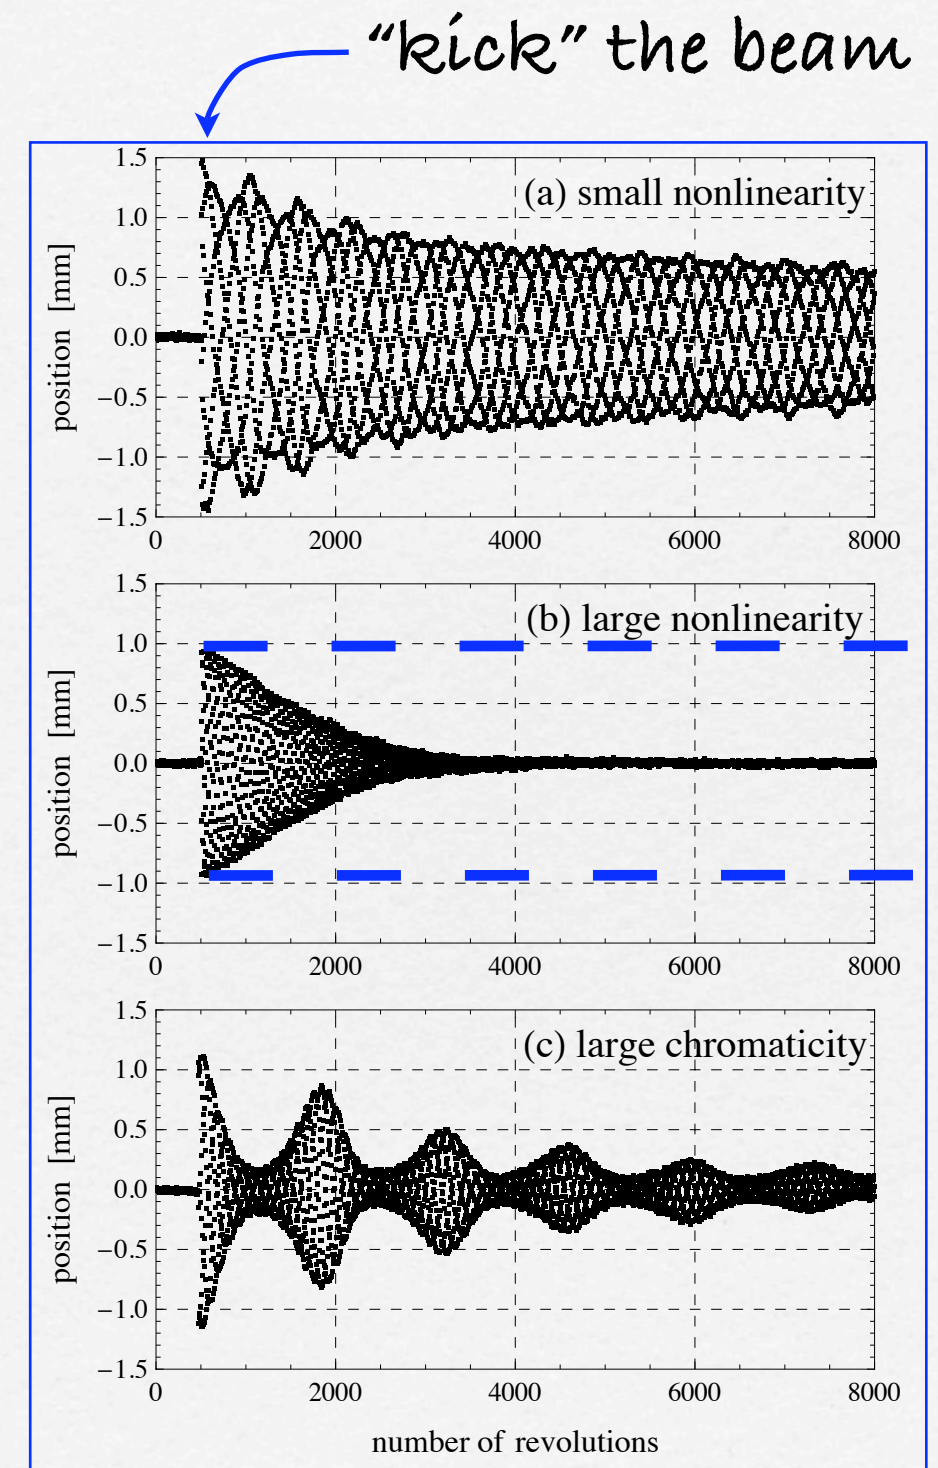 “kick” the beam
(a) small nonlinearity
position [mm]
1.5
1.0
0.5
0.0
−0.5
−1.0
−1.5
0 2000 4000 6000 8000
(b) large nonlinearity
position [mm]
1.5
1.0
0.5
0.0
−0.5
−1.0
−1.5
0 2000 4000 6000 8000
(c) large chromaticity
position [mm]
1.5
1.0
0.5
0.0
−0.5
−1.0
−1.5
0 2000 4000 6000 8000
number of revolutions